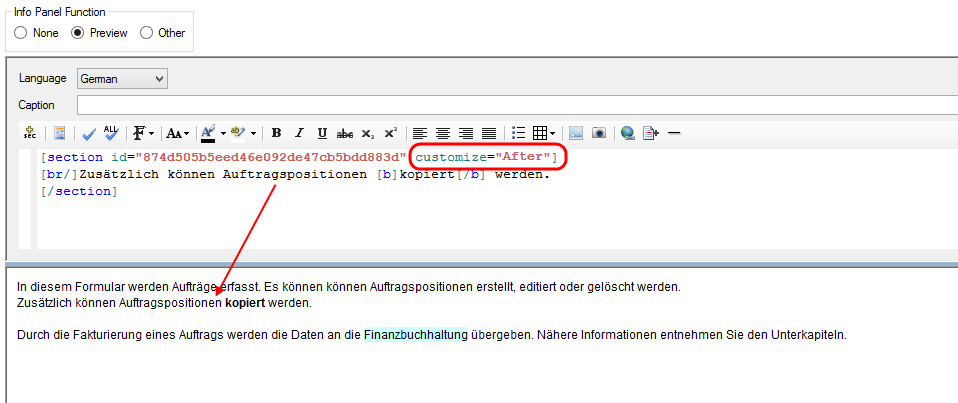 Info Panel Function
None Preview Other
Language German
Caption
sec ALL F AA A ab B I U abc x₂ x²
[section id="874d505b5eed46e092de47cb5bdd883d" customize="After"]
[br/]Zusätzlich können Auftragspositionen [b]kopiert[/b] werden.
[/section]
In diesem Formular werden Aufträge erfasst. Es können können Auftragspositionen erstellt, editiert oder gelöscht werden.
Zusätzlich können Auftragspositionen kopiert werden.
Durch die Fakturierung eines Auftrags werden die Daten an die Finanzbuchhaltung übergeben. Nähere Informationen entnehmen Sie den Unterkapiteln.